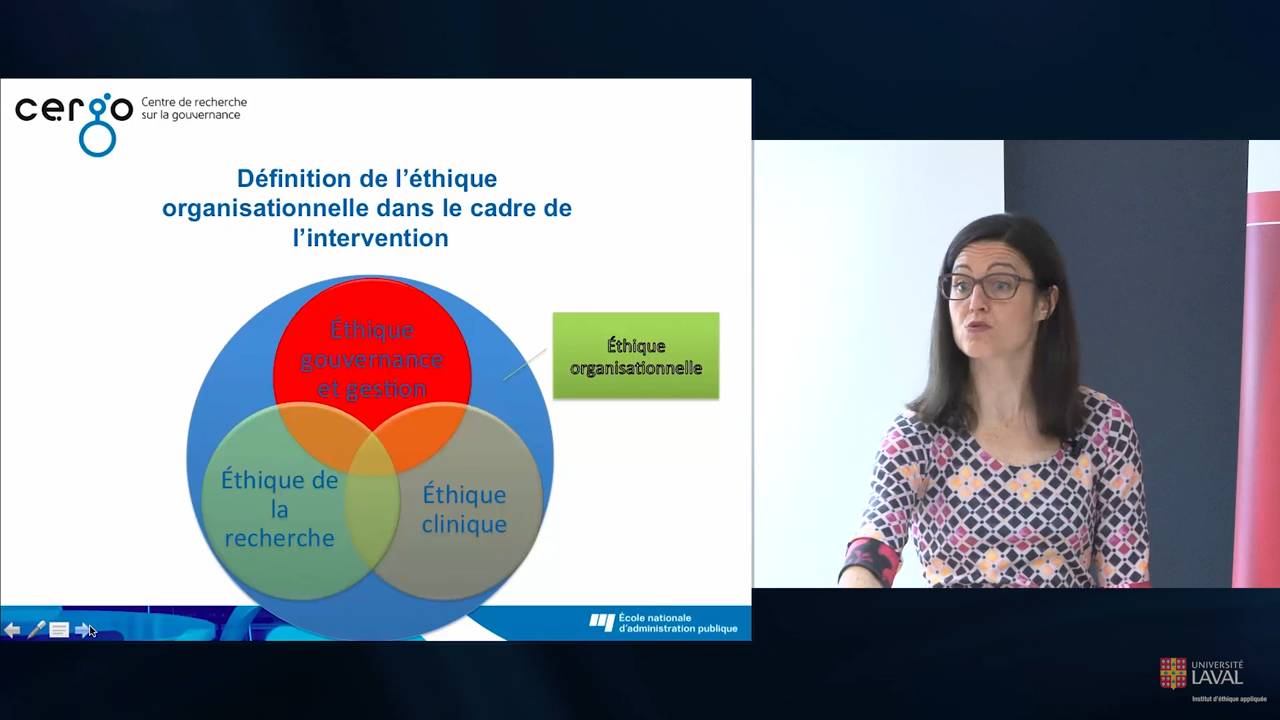 cergo
Centre de recherche
sur la gouvernance
Définition de l'éthique
organisationnelle dans le cadre de
l'intervention
Éthique
gouvernance
et gestion
Éthique
organisationnelle
Éthique de
la
recherche
Éthique
clinique
École nationale
d'administration publique
UNIVERSITÉ
LAVAL
Institut d'éthique appliquée